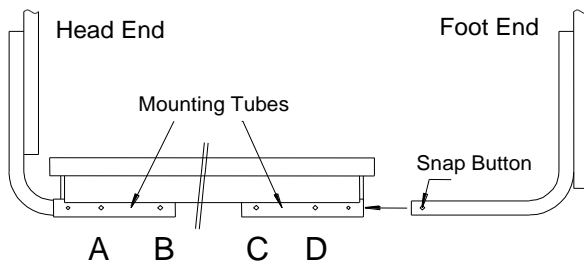 Head End
Foot End
Mounting Tubes
Snap Button
A B C D